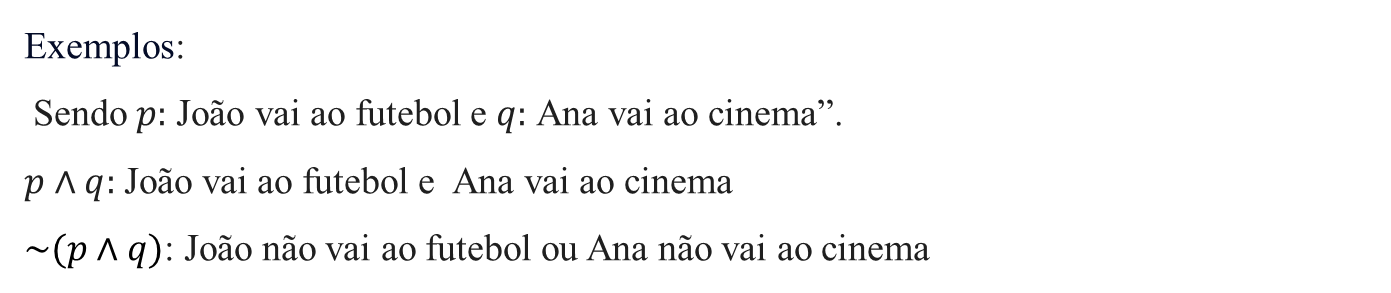 Exemplos:
Sendo p: João vai ao futebol e q: Ana vai ao cinema”.
p ∧ q: João vai ao futebol e  Ana vai ao cinema
~(p ∧ q): João não vai ao futebol ou Ana não vai ao cinema